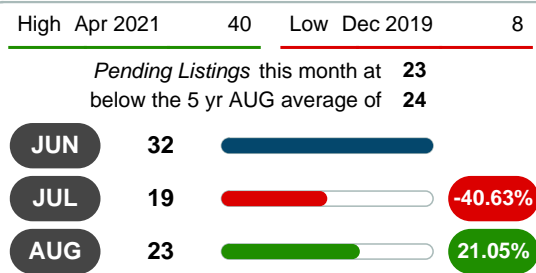 High Apr 2021 40 Low Dec 2019 8
Pending Listings this month at 23
below the 5 yr AUG average of 24
JUN 32
JUL 19 -40.63%
AUG 23 21.05%